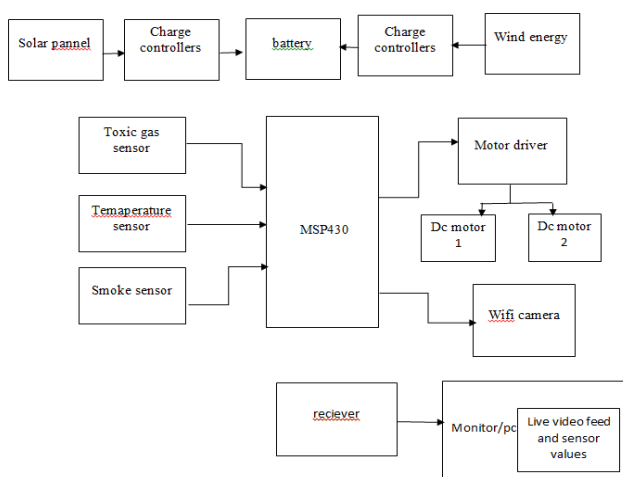 Solar pannel
Charge
controllers
battery
Charge
controllers
Wind energy
Toxic gas
sensor
Temaperature
sensor
Smoke sensor
MSP430
Motor driver
Dc motor
1
Dc motor
2
Wifi camera
reciever
Monitor/pc
Live video feed
and sensor
values